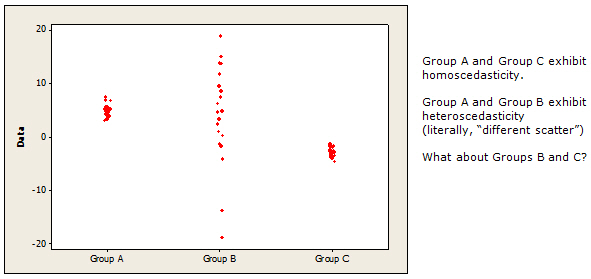 20
10
0
-10
-20
Data
Group A
Group B
Group C
Group A and Group C exhibit
homoscedasticity.
Group A and Group B exhibit
heteroscedasticity
(literally, “different scatter”)
What about Groups B and C?